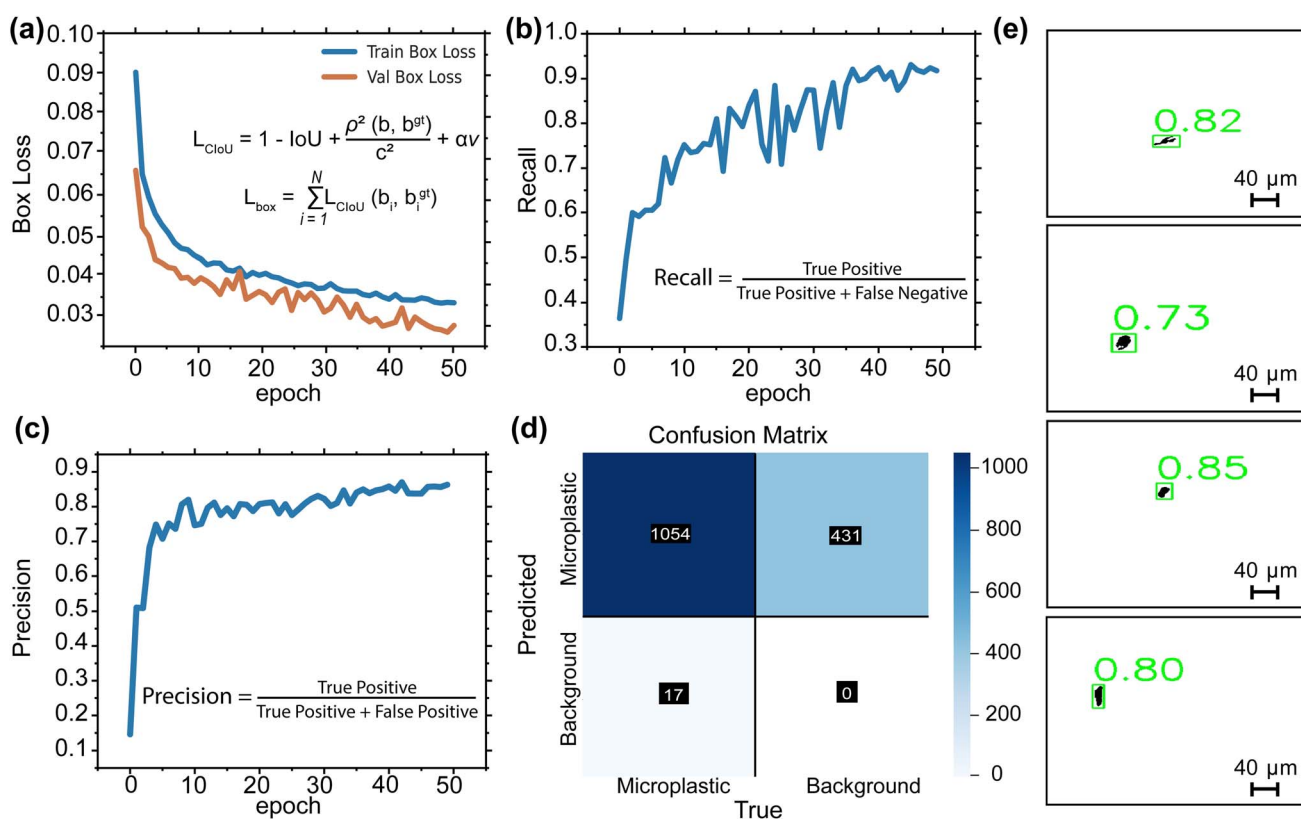 (a)
0.10
0.09
0.08
0.07
0.06
0.05
0.04
0.03
Box Loss
Train Box Loss
Val Box Loss
L_CIoU = 1 - IoU + ρ² (b, b^gt) / c² + αv
L_box = N ∑ i = 1 L_CIoU (b_i, b_i^gt)
0 10 20 30 40 50
epoch
(b)
1.0
0.9
0.8
0.7
0.6
0.5
0.4
0.3
Recall
Recall = True Positive / True Positive + False Negative
0 10 20 30 40 50
epoch
(c)
0.9
0.8
0.7
0.6
0.5
0.4
0.3
0.2
0.1
Precision
Precision = True Positive / True Positive + False Positive
0 10 20 30 40 50
epoch
(d)
Confusion Matrix
Predicted
Microplastic
Background
1054 431
17 0
Microplastic Background
True
1000
800
600
400
200
0
(e)
0.82
40 µm
0.73
40 µm
0.85
40 µm
0.80
40 µm